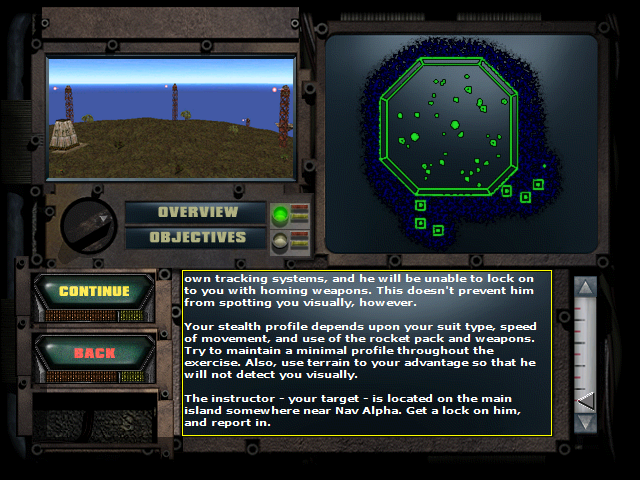 OVERVIEW
OBJECTIVES
CONTINUE
BACK
own tracking systems, and he will be unable to lock on
to you with homing weapons. This doesn't prevent him
from spotting you visually, however.
Your stealth profile depends upon your suit type, speed
of movement, and use of the rocket pack and weapons.
Try to maintain a minimal profile throughout the
exercise. Also, use terrain to your advantage so that he
will not detect you visually.
The instructor - your target - is located on the main
island somewhere near Nav Alpha. Get a lock on him,
and report in.